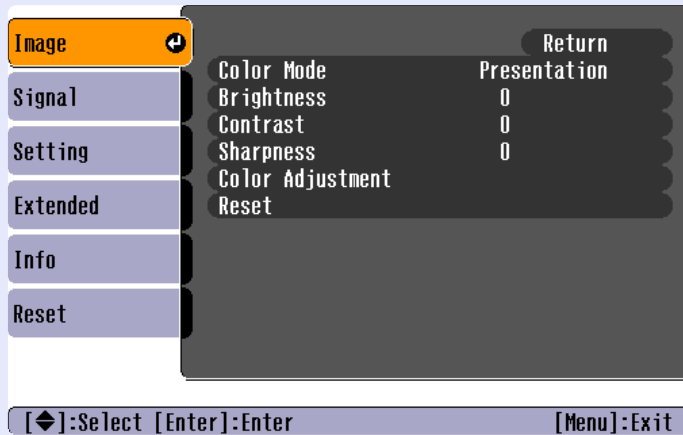 Image
Signal
Setting
Extended
Info
Reset
Return
Color Mode Presentation
Brightness 0
Contrast 0
Sharpness 0
Color Adjustment
Reset
[◆]:Select [Enter]:Enter [Menu]:Exit